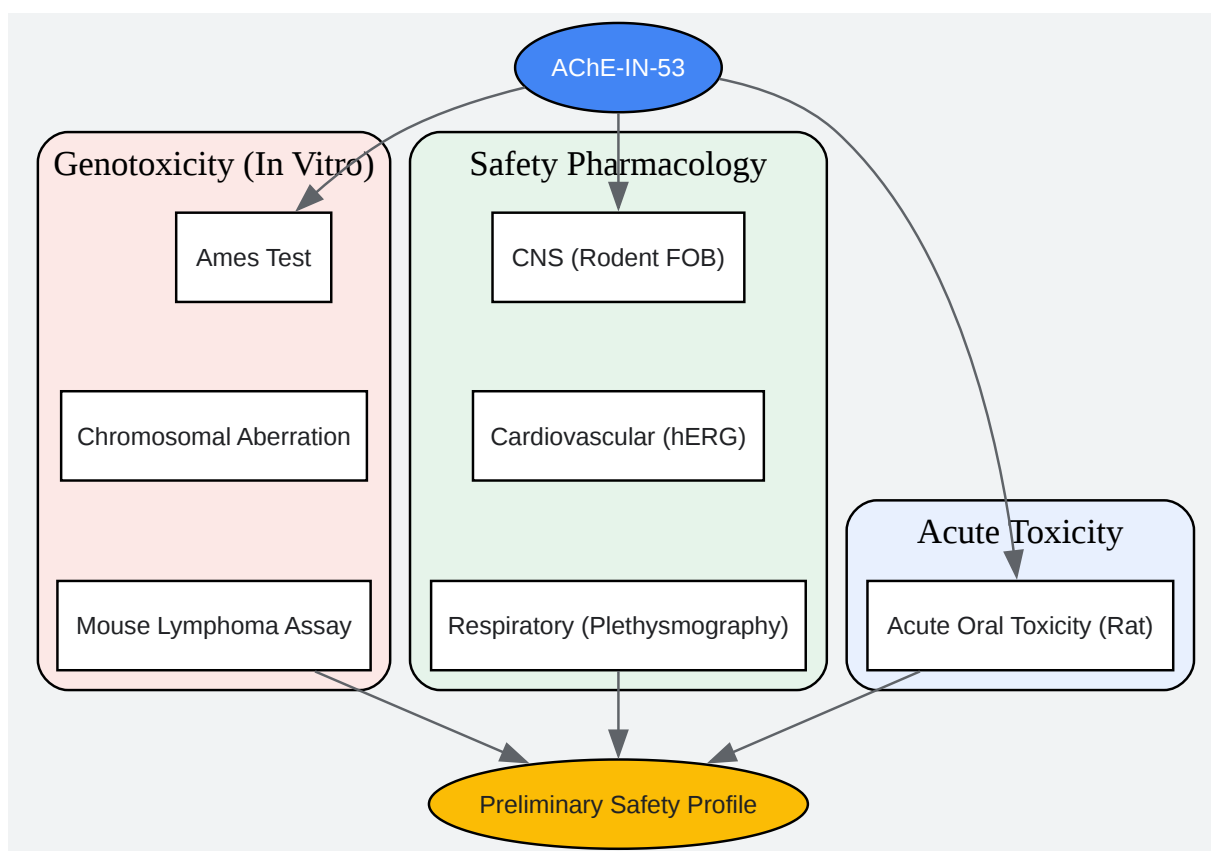 AChE-IN-53
Genotoxicity (In Vitro)
Ames Test
Chromosomal Aberration
Mouse Lymphoma Assay
Safety Pharmacology
CNS (Rodent FOB)
Cardiovascular (hERG)
Respiratory (Plethysmography)
Acute Toxicity
Acute Oral Toxicity (Rat)
Preliminary Safety Profile